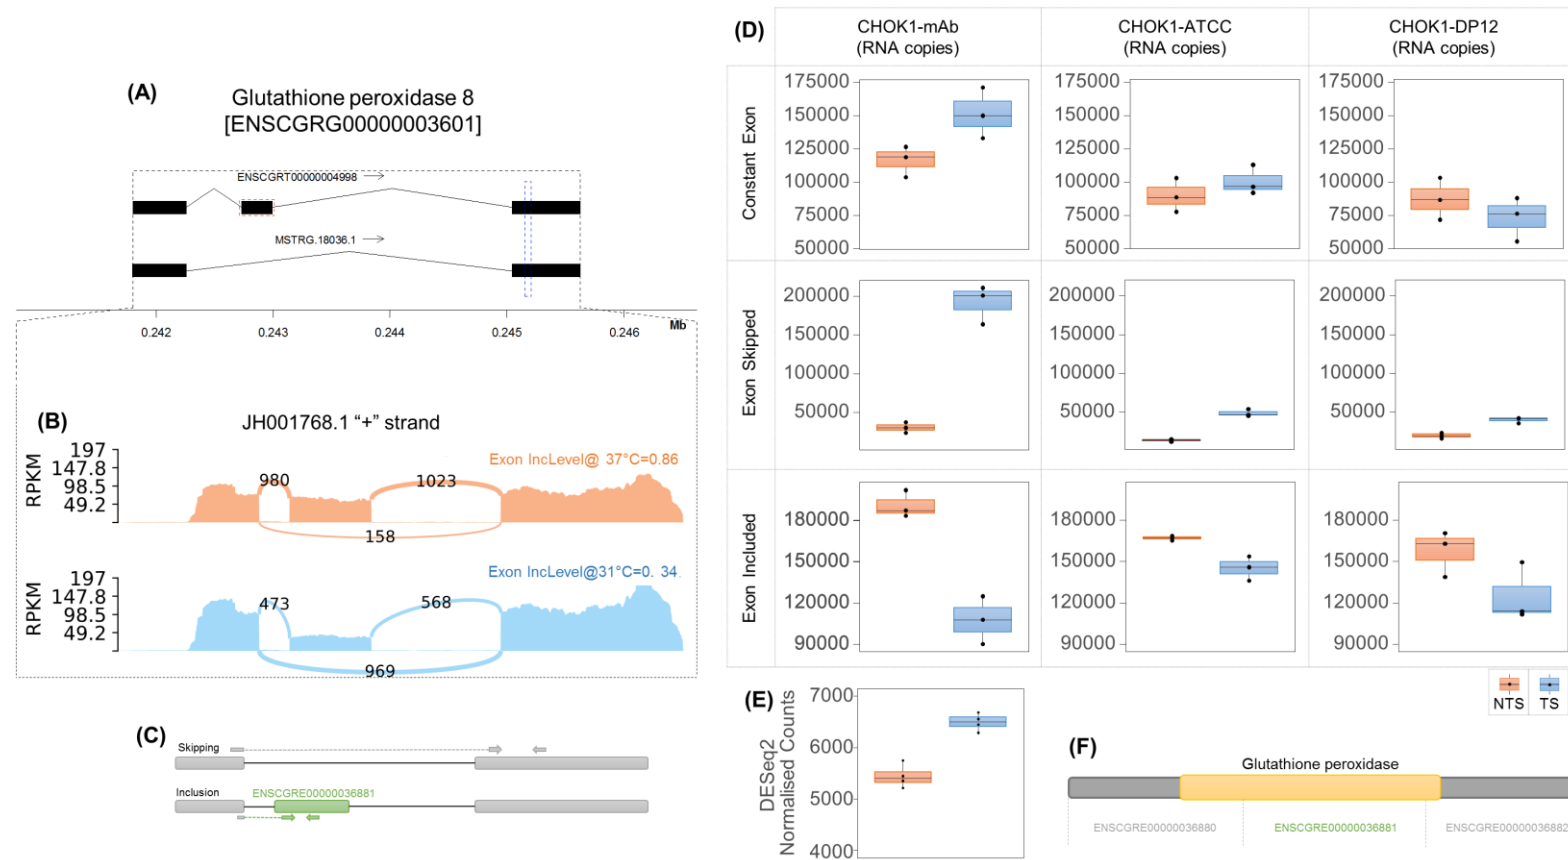 (A)
Glutathione peroxidase 8
[ENSCGRG00000003601]
ENSCGRT00000004998
MSTRG.18036.1
0.242 0.243 0.244 0.245 0.246 Mb
(B)
JH001768.1 “+” strand
RPKM
197
147.8
98.5
49.2
Exon IncLevel@ 37°C=0.86
980
1023
158
RPKM
197
147.8
98.5
49.2
Exon IncLevel@31°C=0. 34.
473
568
969
(C)
Skipping
Inclusion
ENSCGRE00000036881
(D)
CHOK1-mAb
(RNA copies)
CHOK1-ATCC
(RNA copies)
CHOK1-DP12
(RNA copies)
Constant Exon
175000
150000
125000
100000
75000
50000
175000
150000
125000
100000
75000
50000
175000
150000
125000
100000
75000
50000
Exon Skipped
200000
150000
100000
50000
200000
150000
100000
50000
200000
150000
100000
50000
Exon Included
180000
150000
120000
90000
180000
150000
120000
90000
180000
150000
120000
90000
NTS TS
(E)
DESeq2
Normalised Counts
7000
6000
5000
4000
(F)
Glutathione peroxidase
ENSCGRE00000036880
ENSCGRE00000036881
ENSCGRE00000036882